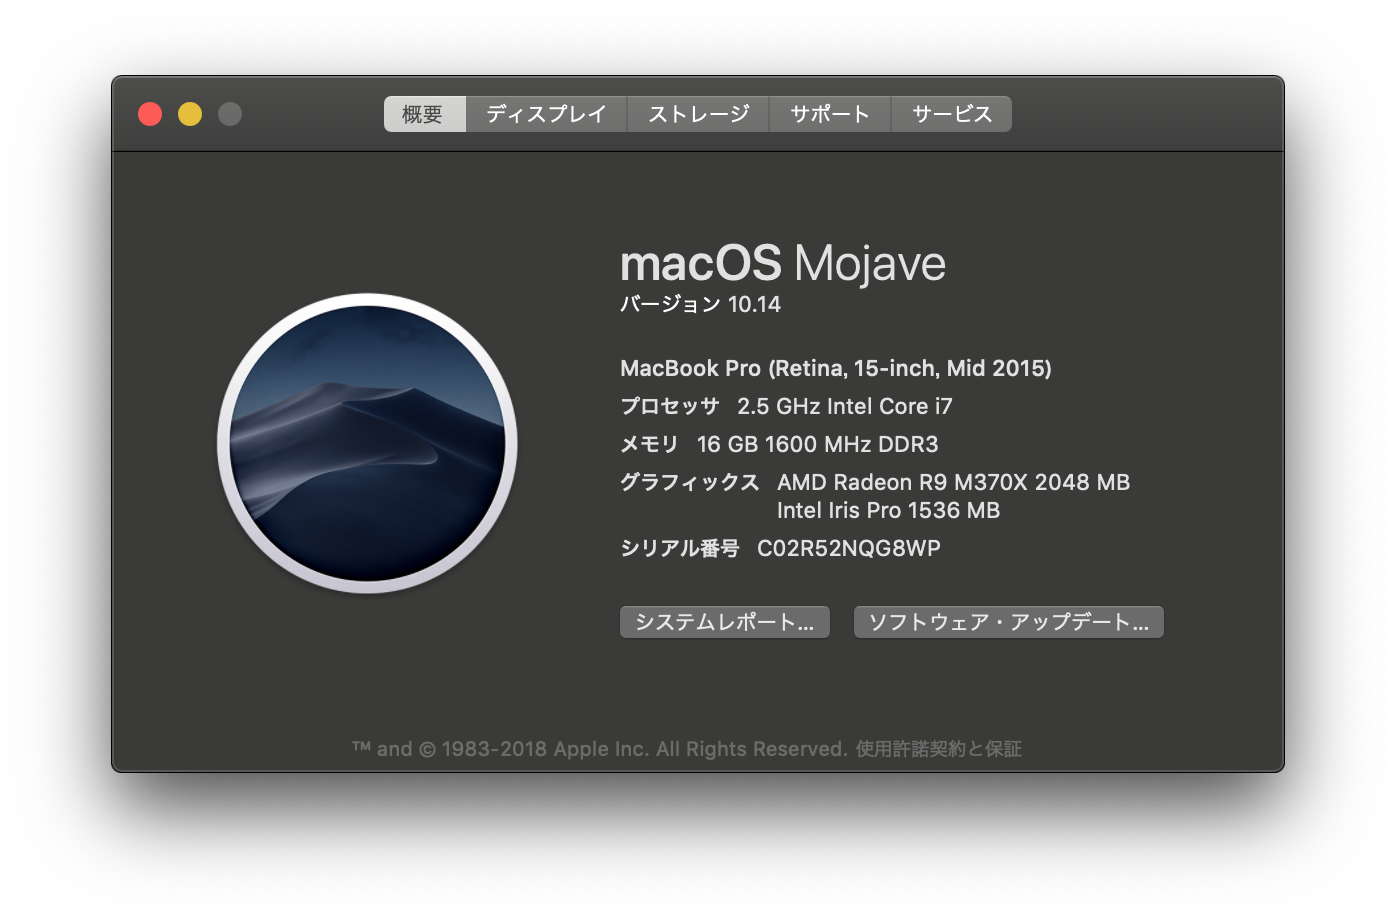 概要 ディスプレイ ストレージ サポート サービス
macOS Mojave
バージョン 10.14
MacBook Pro (Retina, 15-inch, Mid 2015)
プロセッサ 2.5 GHz Intel Core i7
メモリ 16 GB 1600 MHz DDR3
グラフィックス AMD Radeon R9 M370X 2048 MB
Intel Iris Pro 1536 MB
シリアル番号 C02R52NQG8WP
システムレポート... ソフトウェア・アップデート...
™ and © 1983-2018 Apple Inc. All Rights Reserved. 使用許諾契約と保証